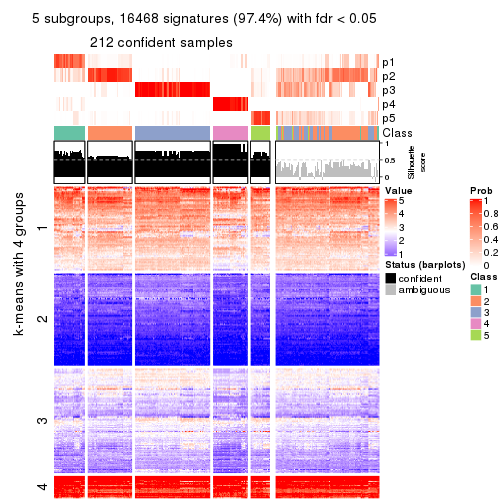 5 subgroups, 16468 signatures (97.4%) with fdr < 0.05
212 confident samples
p1
p2
p3
p4
p5
Class
1
0.5
0
Silhouette
score
k-means with 4 groups
1
2
3
4
Value
5
4
3
2
1
Status (barplots)
confident
ambiguous
Prob
1
0.8
0.6
0.4
0.2
0
Class
1
2
3
4
5